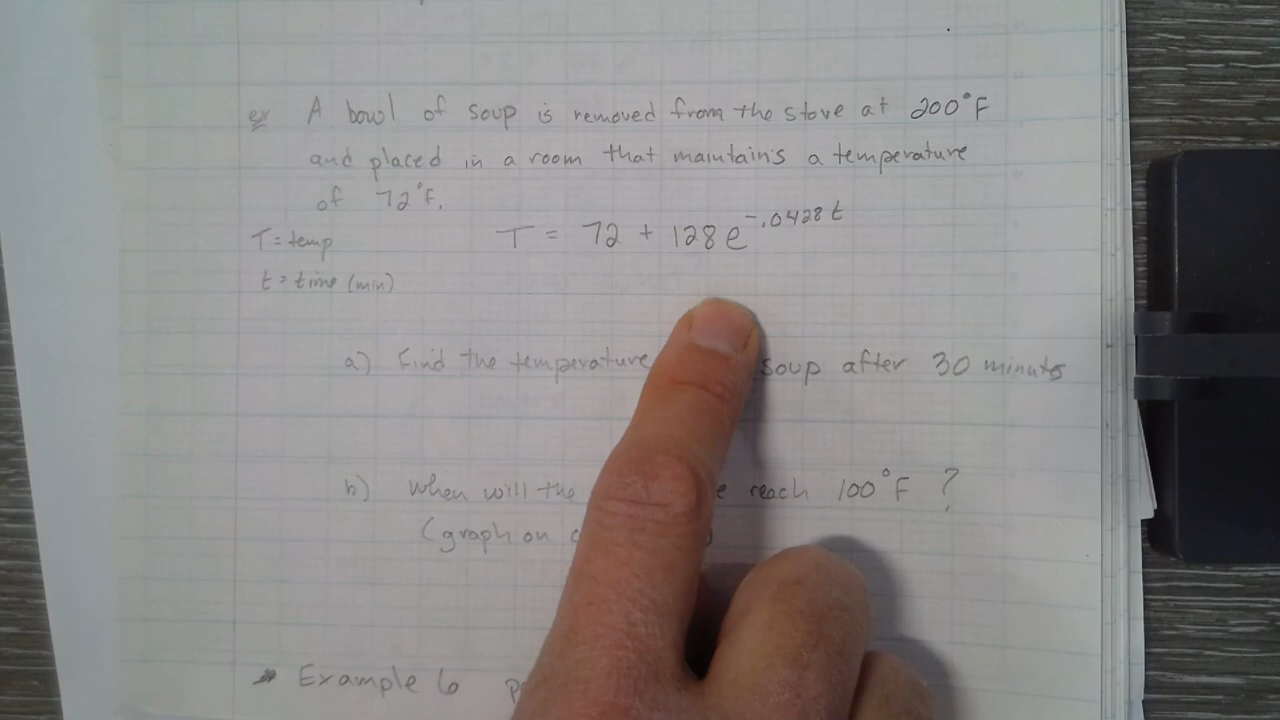 ex A bowl of soup is removed from the stove at 200°F
and placed in a room that maintains a temperature
of 72°F.
T = temp T = 72 + 128e^-.0428t
t = time (min)
a) Find the temperature soup after 30 minutes
b) When will the reach 100°F ?
(graph on
* Example 6